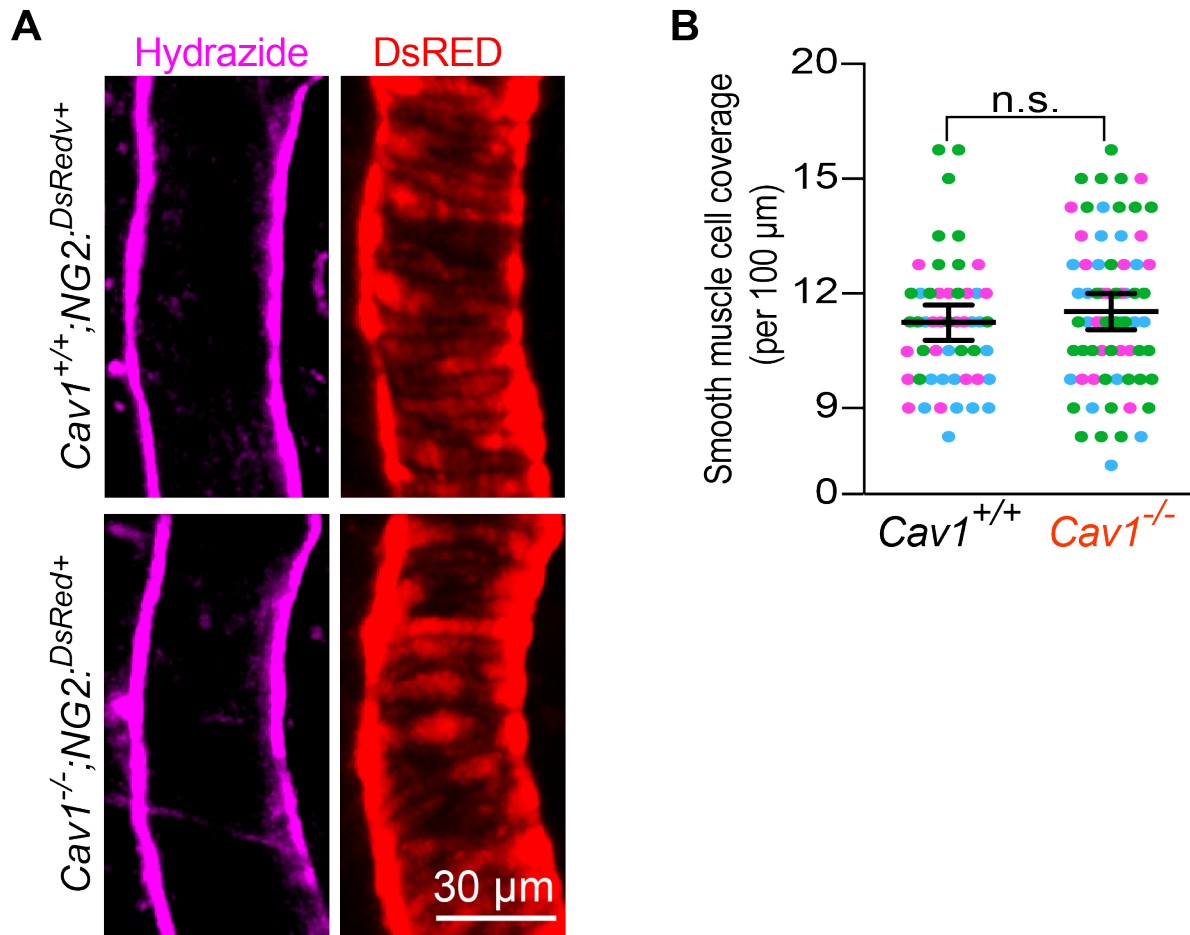 A
Hydrazide
DsRED
Cav1+/+;NG2:DsRedv+
Cav1-/-;NG2:DsRed+
30 µm
B
Smooth muscle cell coverage
(per 100 µm)
20
15
12
9
0
n.s.
Cav1+/+
Cav1-/-